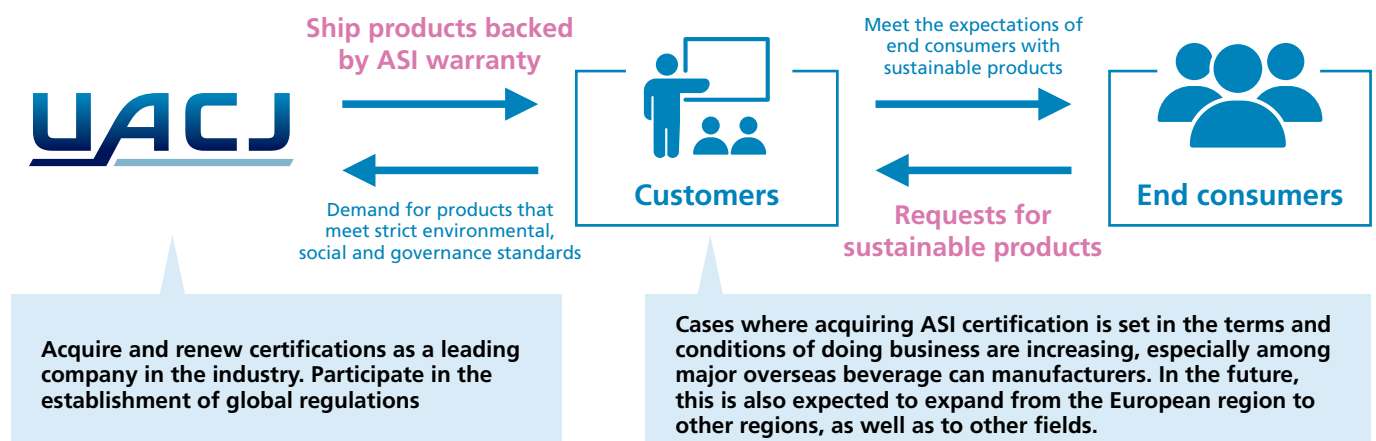 Ship products backed
by ASI warranty
Meet the expectations of
end consumers with
sustainable products
UACJ
Customers
End consumers
Demand for products that
meet strict environmental,
social and governance standards
Requests for
sustainable products
Acquire and renew certifications as a leading
company in the industry. Participate in the
establishment of global regulations
Cases where acquiring ASI certification is set in the terms and
conditions of doing business are increasing, especially among
major overseas beverage can manufacturers. In the future,
this is also expected to expand from the European region to
other regions, as well as to other fields.